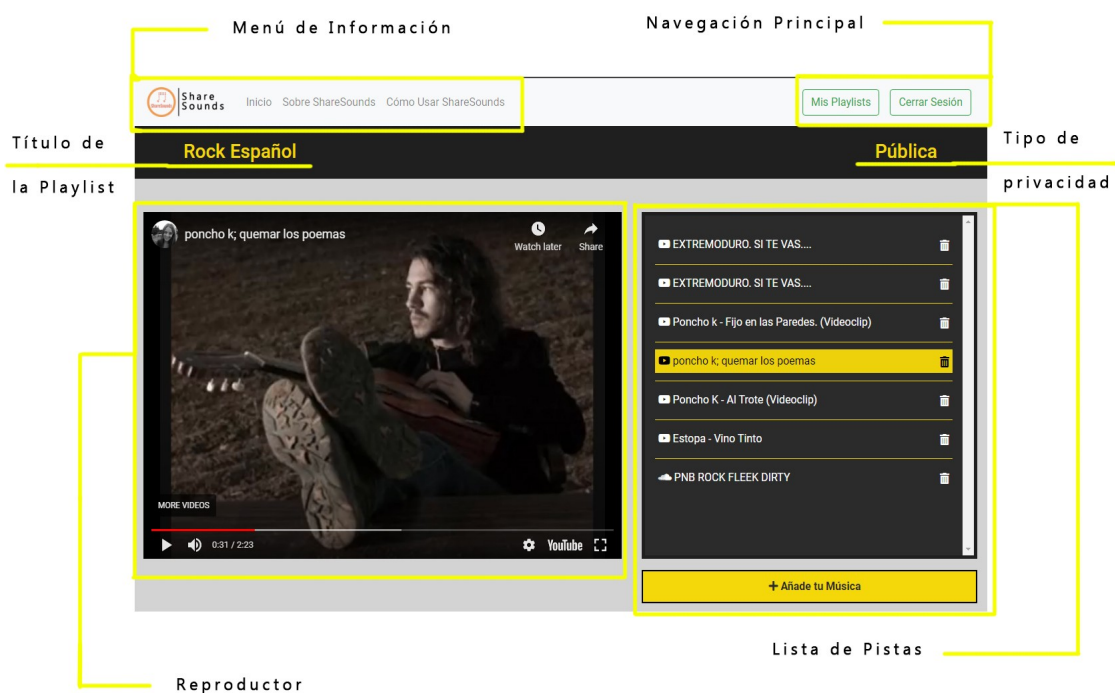 Menú de Información
Navegación Principal
Share
Sounds
Inicio Sobre ShareSounds Cómo Usar ShareSounds
Mis Playlists Cerrar Sesión
Título de
la Playlist
Rock Español
Pública
Tipo de
privacidad
poncho k; quemar los poemas
Watch later Share
EXTREMODURO. SI TE VAS....
EXTREMODURO. SI TE VAS....
Poncho k - Fijo en las Paredes. (Videoclip)
poncho k; quemar los poemas
Poncho K - Al Trote (Videoclip)
Estopa - Vino Tinto
PNB ROCK FLEEK DIRTY
MORE VIDEOS
0:31 / 2:23
YouTube
+ Añade tu Música
Lista de Pistas
Reproductor